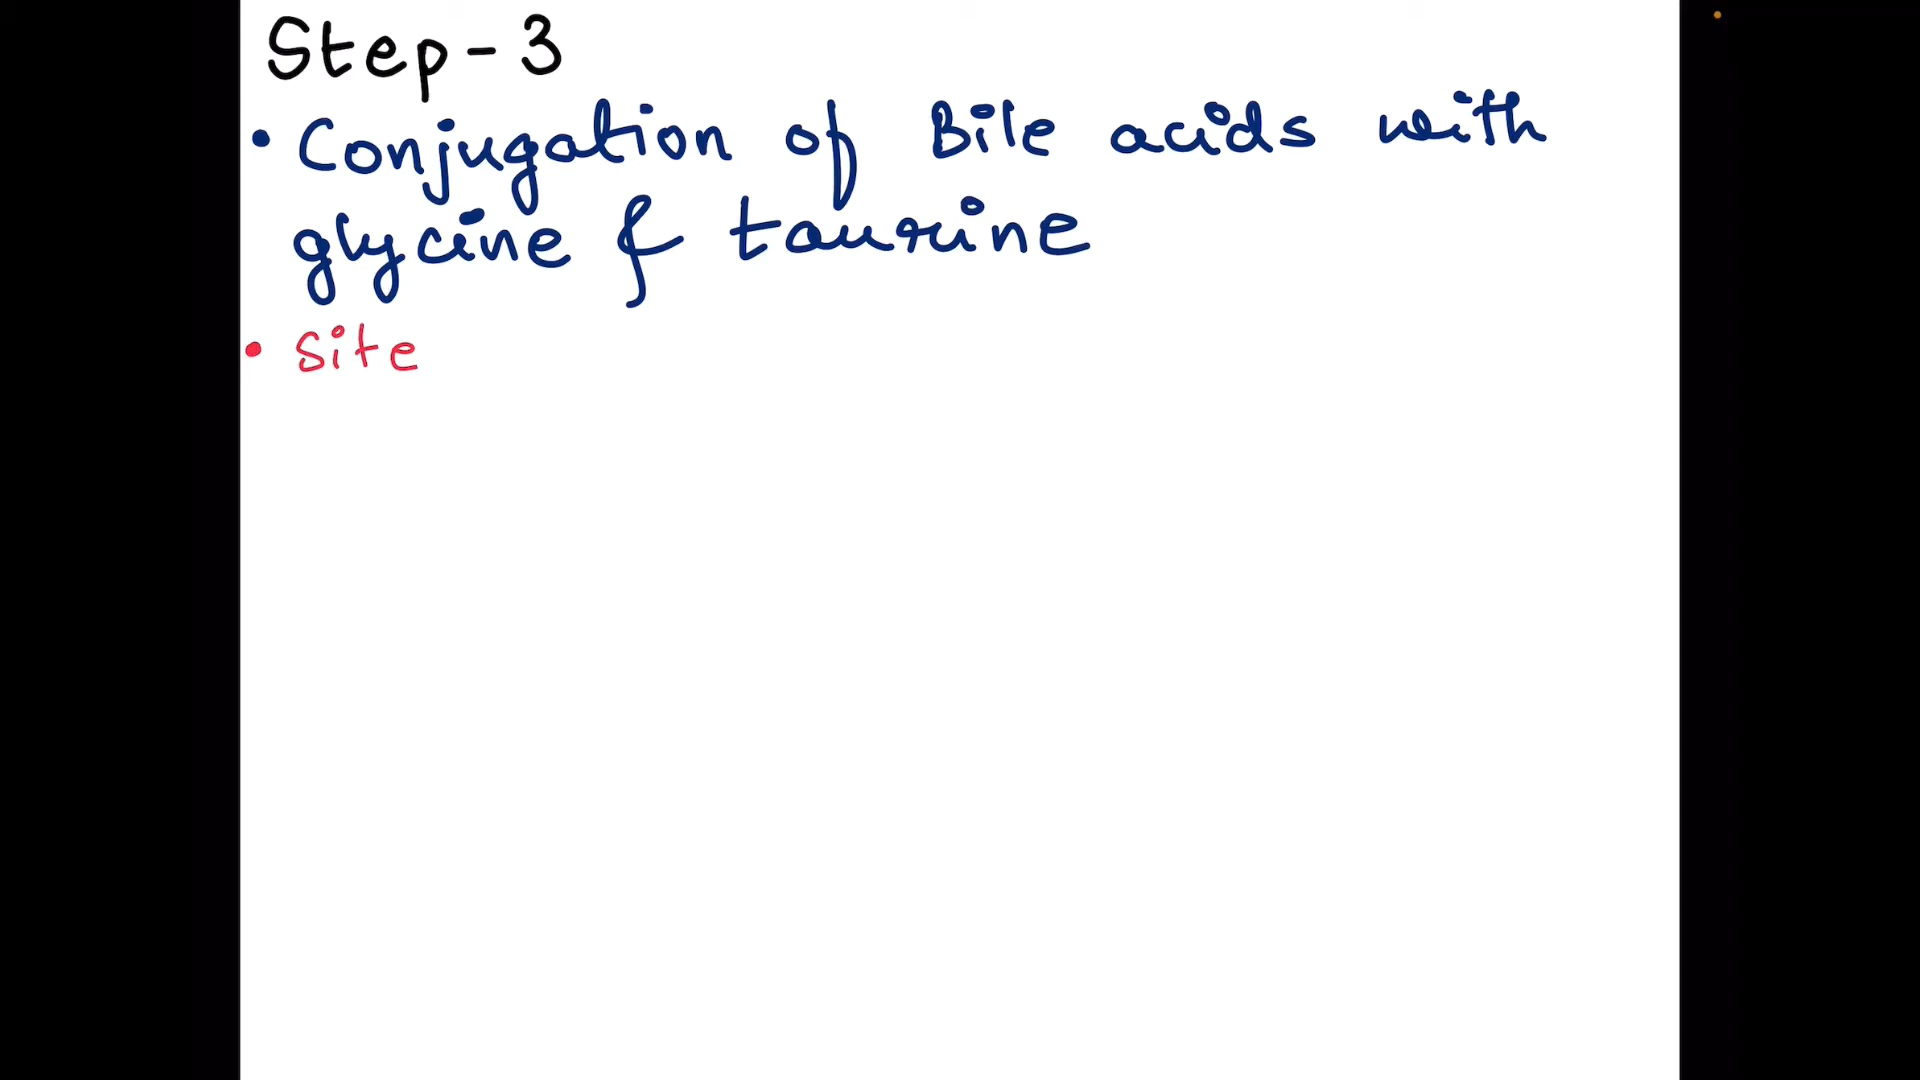 Step-3
• Conjugation of Bile acids with
glycine & taurine
• site